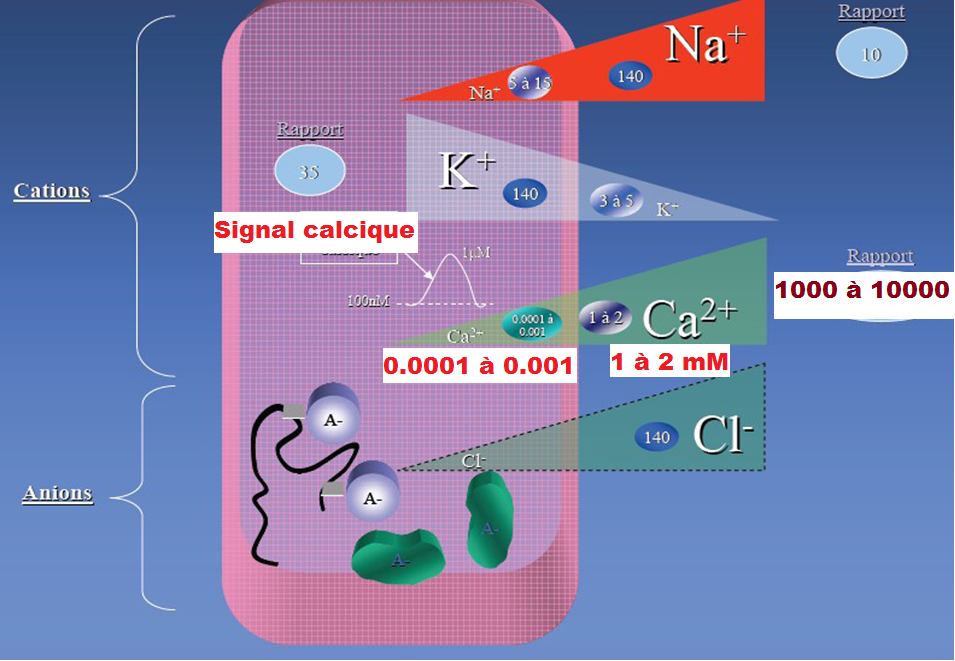 Rapport
10
Na⁺
140
5 à 15
Na⁺
Rapport
35
K⁺
140
3 à 5
K⁺
Cations
Signal calcique
1µM
100nM
Rapport
1000 à 10000
Ca²⁺
0.0001 à
0.001
1 à 2
Ca²⁺
0.0001 à 0.001
1 à 2 mM
A-
140
Cl⁻
Cl⁻
Anions
A-
A-
A-